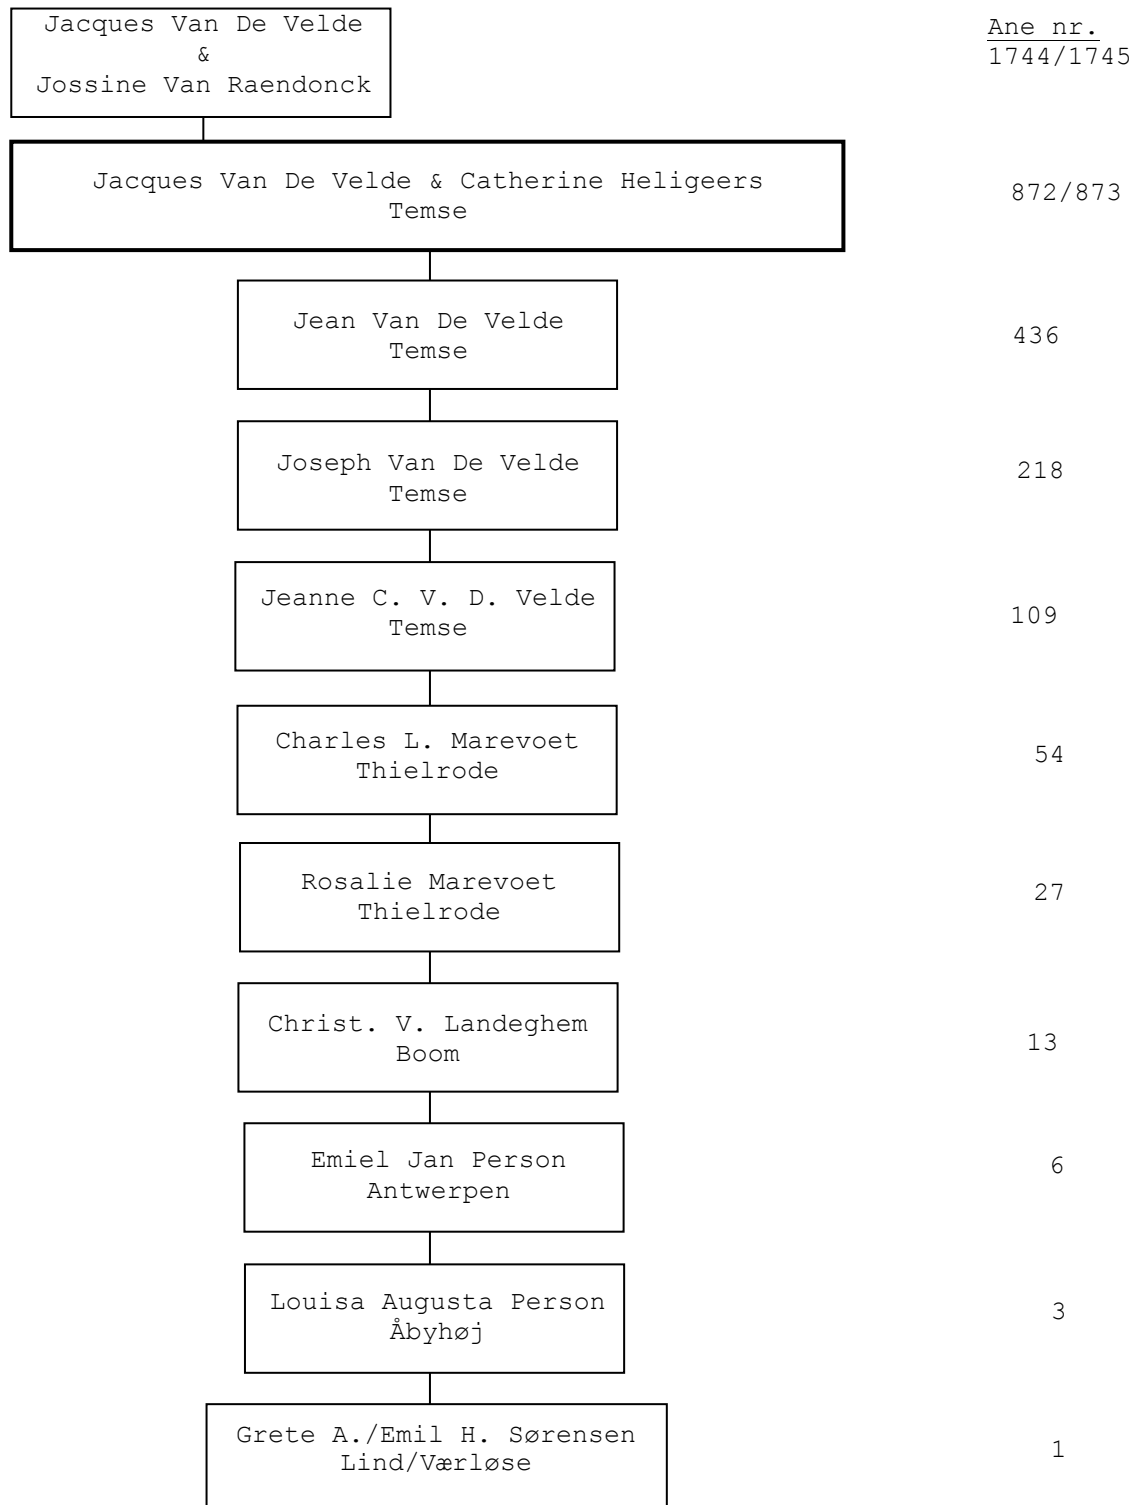 Jacques Van De Velde
&
Jossine Van Raendonck
Ane nr.
1744/1745
Jacques Van De Velde & Catherine Heligeers
Temse
872/873
Jean Van De Velde
Temse
436
Joseph Van De Velde
Temse
218
Jeanne C. V. D. Velde
Temse
109
Charles L. Marevoet
Thielrode
54
Rosalie Marevoet
Thielrode
27
Christ. V. Landeghem
Boom
13
Emiel Jan Person
Antwerpen
6
Louisa Augusta Person
Åbyhøj
3
Grete A./Emil H. Sørensen
Lind/Værløse
1